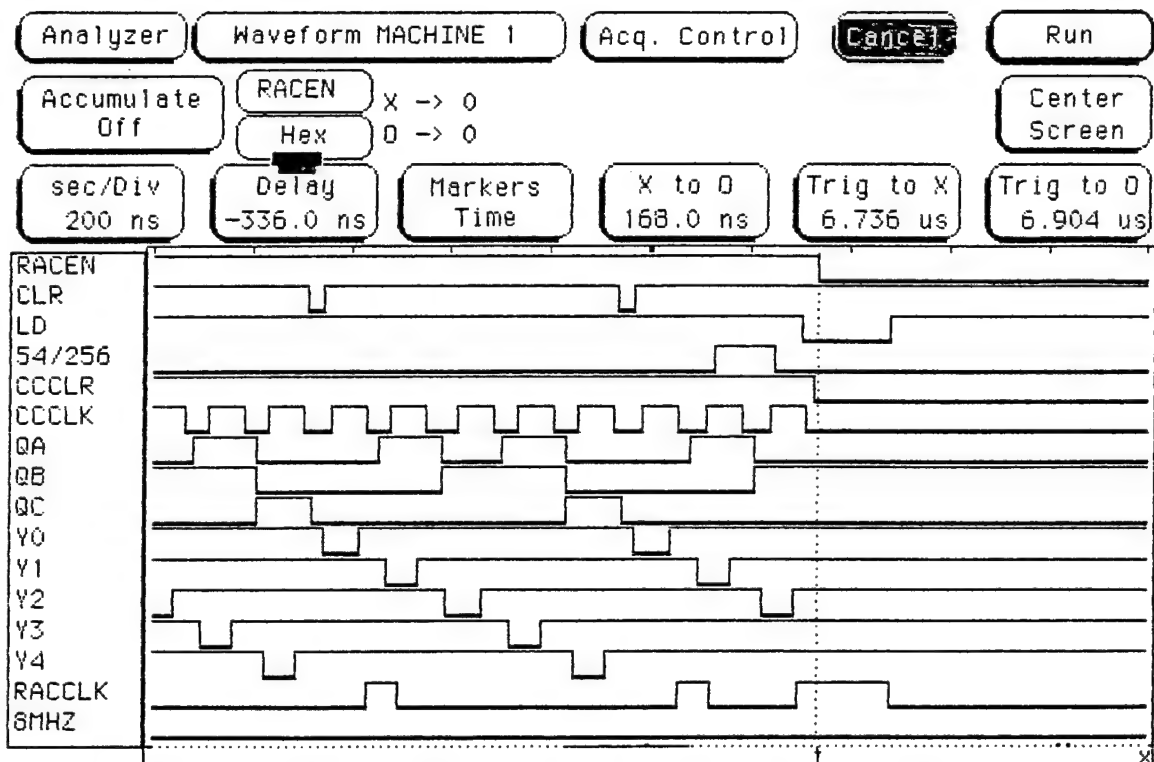 Analyzer Waveform MACHINE 1 Acq. Control Cancel Run
Accumulate Off
RACEN X -> 0
Hex O -> 0
Center Screen
sec/Div 200 ns
Delay -336.0 ns
Markers Time
X to O 168.0 ns
Trig to X 6.736 us
Trig to O 6.904 us
RACEN
CLR
LD
54/256
CCCLR
CCCLK
QA
QB
QC
Y0
Y1
Y2
Y3
Y4
RACCLK
8MHZ
t X